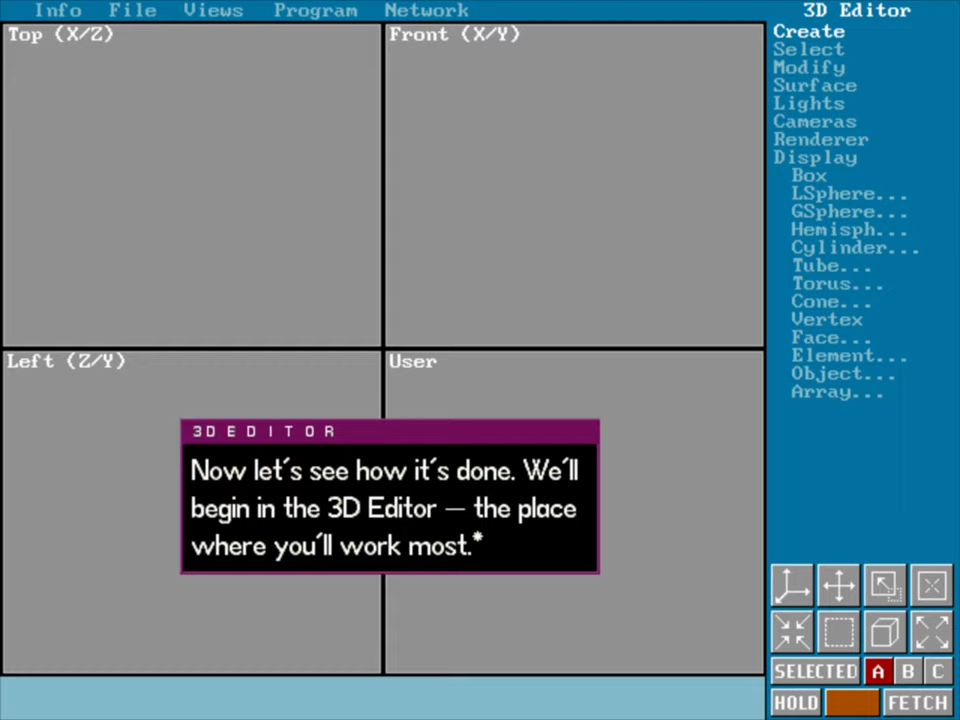 Info File Views Program Network 3D Editor
Top (X/Z)
Front (X/Y)
Create
Select
Modify
Surface
Lights
Cameras
Renderer
Display
Box
LSphere...
GSphere...
Hemisph...
Cylinder...
Tube...
Torus...
Cone...
Vertex
Face...
Element...
Object...
Array...
Left (Z/Y)
User
3D EDITOR
Now let's see how it's done. We'll
begin in the 3D Editor — the place
where you'll work most.*
SELECTED A B C
HOLD FETCH